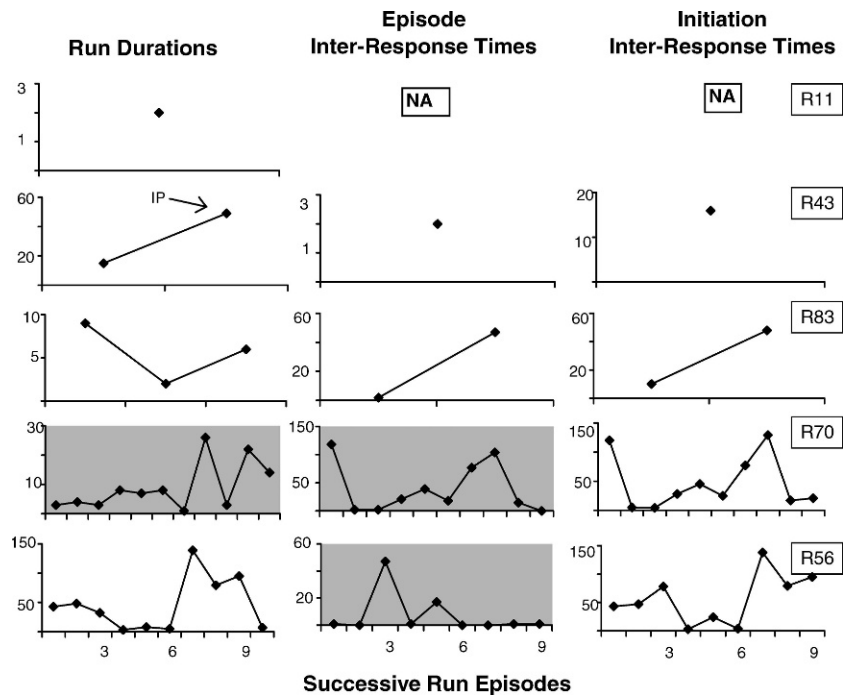 Run Durations
Episode
Inter-Response Times
Initiation
Inter-Response Times
3
1
NA
NA
R11
60
20
IP
3
1
20
10
R43
10
5
60
20
60
20
R83
30
10
150
50
150
50
R70
150
50
60
20
150
50
R56
3 6 9
3 6 9
3 6 9
Successive Run Episodes